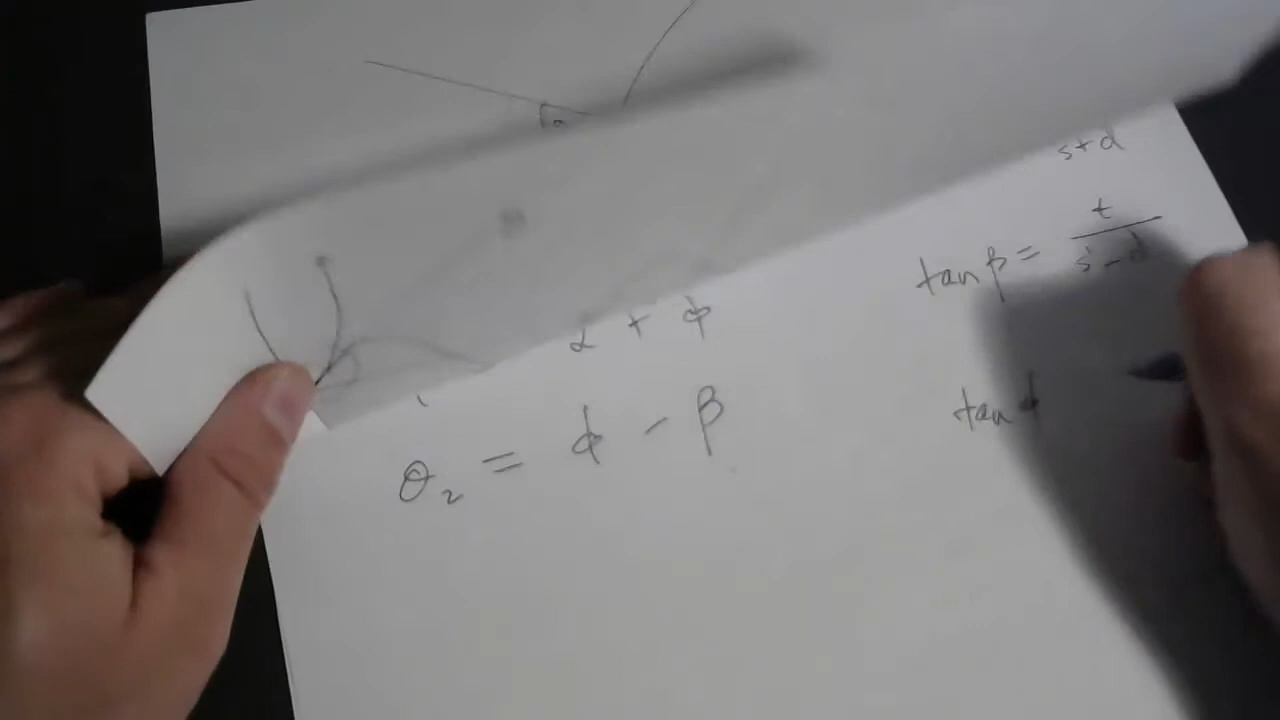 s+d
tan β = t / s' - d
α + φ
tan φ
θ₂ = φ - β